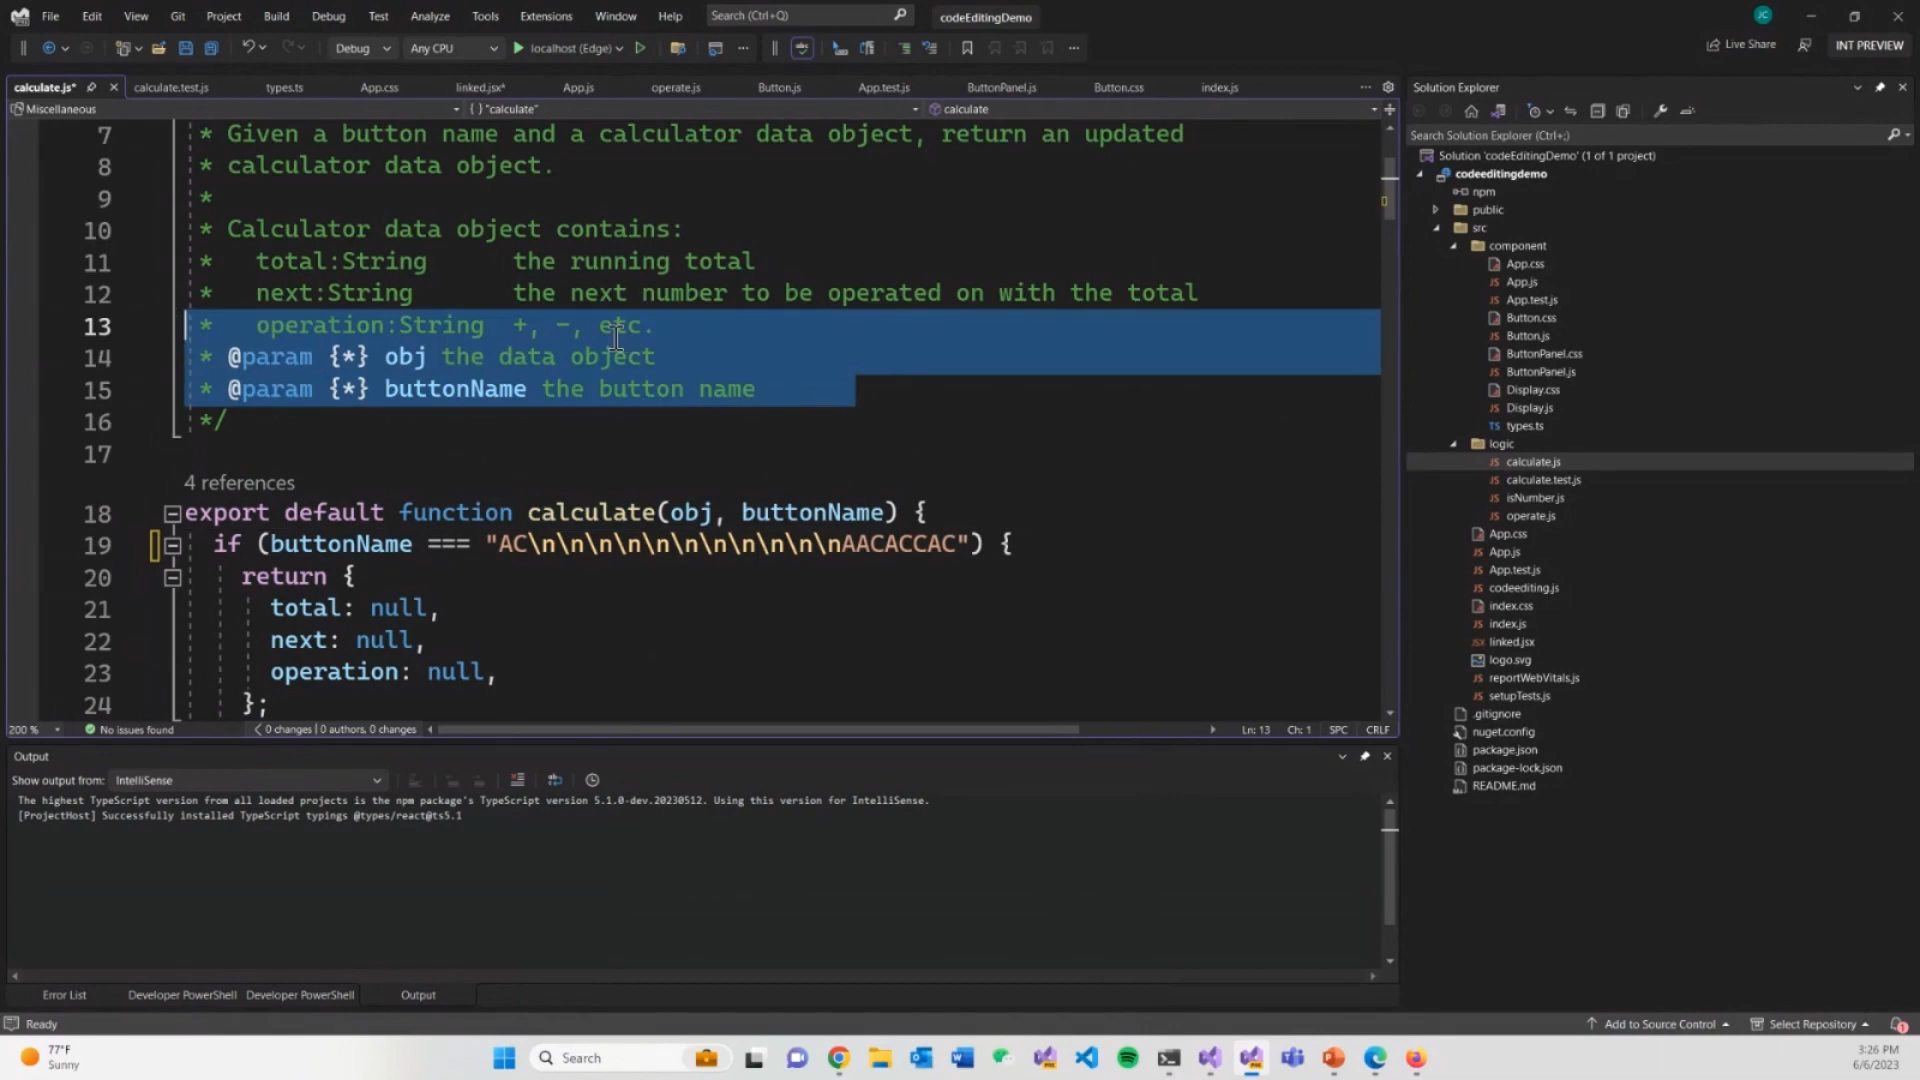 File Edit View Git Project Build Debug Test Analyze Tools Extensions Window Help Search (Ctrl+Q) codeEditingDemo JC
Debug Any CPU localhost (Edge) Live Share INT PREVIEW
calculate.js* calculate.test.js types.ts App.css linked.jsx* App.js operate.js Button.js App.test.js ButtonPanel.js Button.css index.js
Miscellaneous { } "calculate" calculate
7 * Given a button name and a calculator data object, return an updated
8 * calculator data object.
9 *
10 * Calculator data object contains:
11 *   total:String      the running total
12 *   next:String       the next number to be operated on with the total
13 *   operation:String  +, -, etc.
14 * @param {*} obj the data object
15 * @param {*} buttonName the button name
16 */
17
4 references
18 export default function calculate(obj, buttonName) {
19 if (buttonName === "AC\n\n\n\n\n\n\n\n\n\n\nAACACCAC") {
20 return {
21 total: null,
22 next: null,
23 operation: null,
24 };
200 % No issues found 0 changes | 0 authors, 0 changes Ln: 13 Ch: 1 SPC CRLF
Output
Show output from: IntelliSense
The highest TypeScript version from all loaded projects is the npm package's TypeScript version 5.1.0-dev.20230512. Using this version for IntelliSense.
[ProjectHost] Successfully installed TypeScript typings @types/react@ts5.1
Error List Developer PowerShell Developer PowerShell Output
Solution Explorer
Search Solution Explorer (Ctrl+;)
Solution 'codeEditingDemo' (1 of 1 project)
codeeditingdemo
npm
public
src
component
App.css
App.js
App.test.js
Button.css
Button.js
ButtonPanel.css
ButtonPanel.js
Display.css
Display.js
types.ts
logic
calculate.js
calculate.test.js
isNumber.js
operate.js
App.css
App.js
App.test.js
codeediting.js
index.css
index.js
linked.jsx
logo.svg
reportWebVitals.js
setupTests.js
.gitignore
nuget.config
package.json
package-lock.json
README.md
Ready Add to Source Control Select Repository 1
77°F
Sunny
Search
3:26 PM
6/6/2023